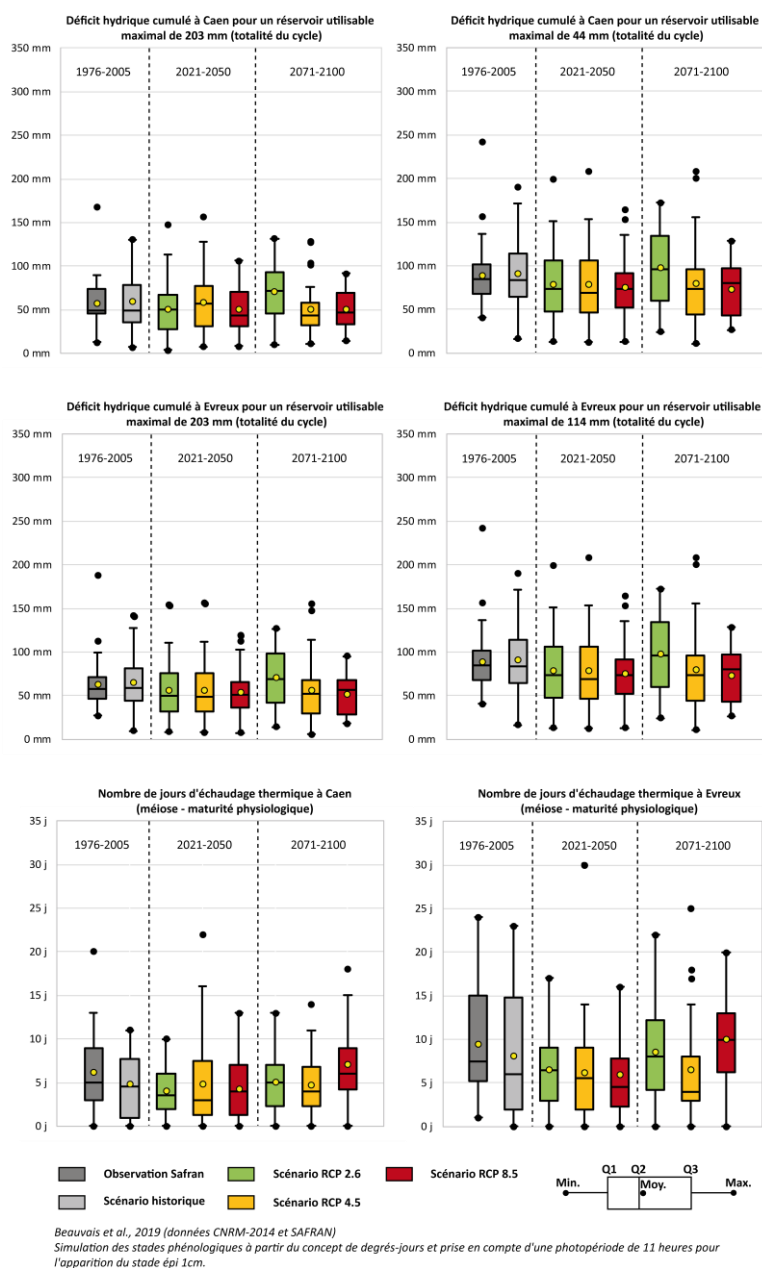 Déficit hydrique cumulé à Caen pour un réservoir utilisable
maximal de 203 mm (totalité du cycle)
350 mm
300 mm
250 mm
200 mm
150 mm
100 mm
50 mm
0 mm
1976-2005
2021-2050
2071-2100
Déficit hydrique cumulé à Caen pour un réservoir utilisable
maximal de 44 mm (totalité du cycle)
350 mm
300 mm
250 mm
200 mm
150 mm
100 mm
50 mm
0 mm
1976-2005
2021-2050
2071-2100
Déficit hydrique cumulé à Evreux pour un réservoir utilisable
maximal de 203 mm (totalité du cycle)
350 mm
300 mm
250 mm
200 mm
150 mm
100 mm
50 mm
0 mm
1976-2005
2021-2050
2071-2100
Déficit hydrique cumulé à Evreux pour un réservoir utilisable
maximal de 114 mm (totalité du cycle)
350 mm
300 mm
250 mm
200 mm
150 mm
100 mm
50 mm
0 mm
1976-2005
2021-2050
2071-2100
Nombre de jours d'échaudage thermique à Caen
(méiose - maturité physiologique)
35 j
30 j
25 j
20 j
15 j
10 j
5 j
0 j
1976-2005
2021-2050
2071-2100
Nombre de jours d'échaudage thermique à Evreux
(méiose - maturité physiologique)
35 j
30 j
25 j
20 j
15 j
10 j
5 j
0 j
1976-2005
2021-2050
2071-2100
Observation Safran
Scénario historique
Scénario RCP 2.6
Scénario RCP 4.5
Scénario RCP 8.5
Q1 Q2 Q3
Min. Moy. Max.
Beauvais et al., 2019 (données CNRM-2014 et SAFRAN)
Simulation des stades phénologiques à partir du concept de degrés-jours et prise en compte d'une photopériode de 11 heures pour
l'apparition du stade épi 1cm.